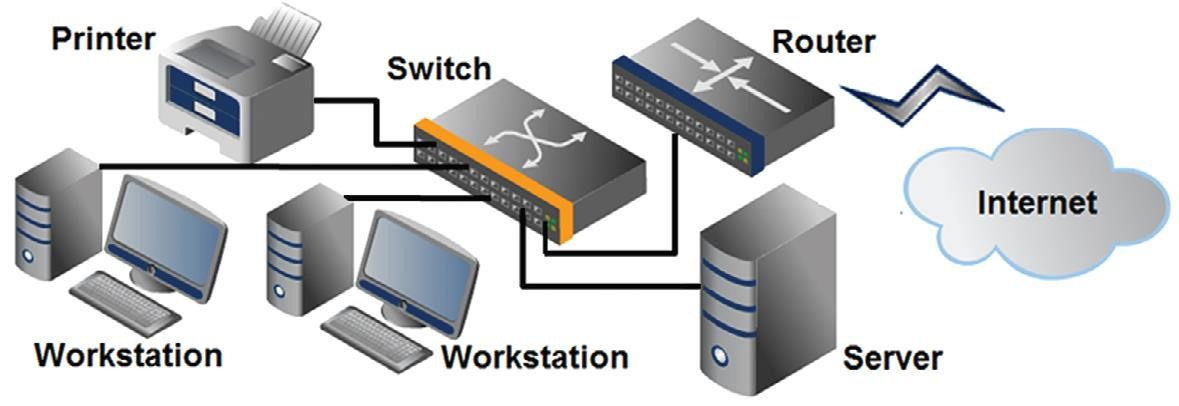 Printer
Switch
Router
Internet
Workstation
Workstation
Server